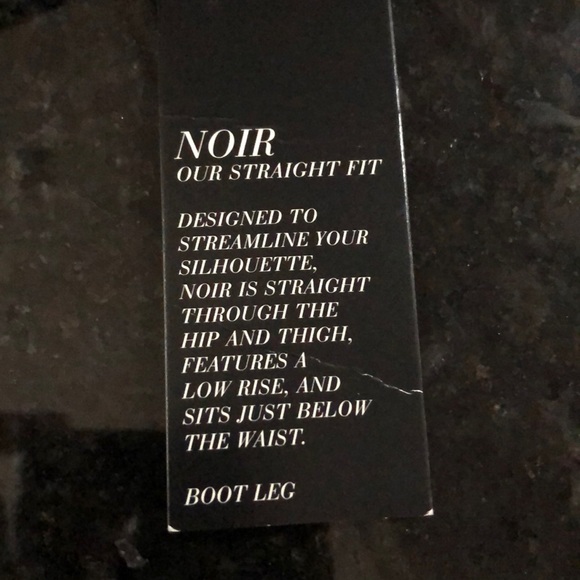 NOIR
OUR STRAIGHT FIT
DESIGNED TO
STREAMLINE YOUR
SILHOUETTE,
NOIR IS STRAIGHT
THROUGH THE
HIP AND THIGH,
FEATURES A
LOW RISE, AND
SITS JUST BELOW
THE WAIST.
BOOT LEG